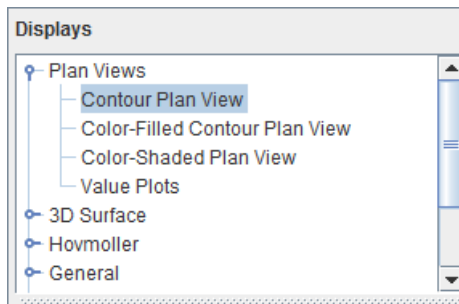 Displays
Plan Views
Contour Plan View
Color-Filled Contour Plan View
Color-Shaded Plan View
Value Plots
3D Surface
Hovmoller
General